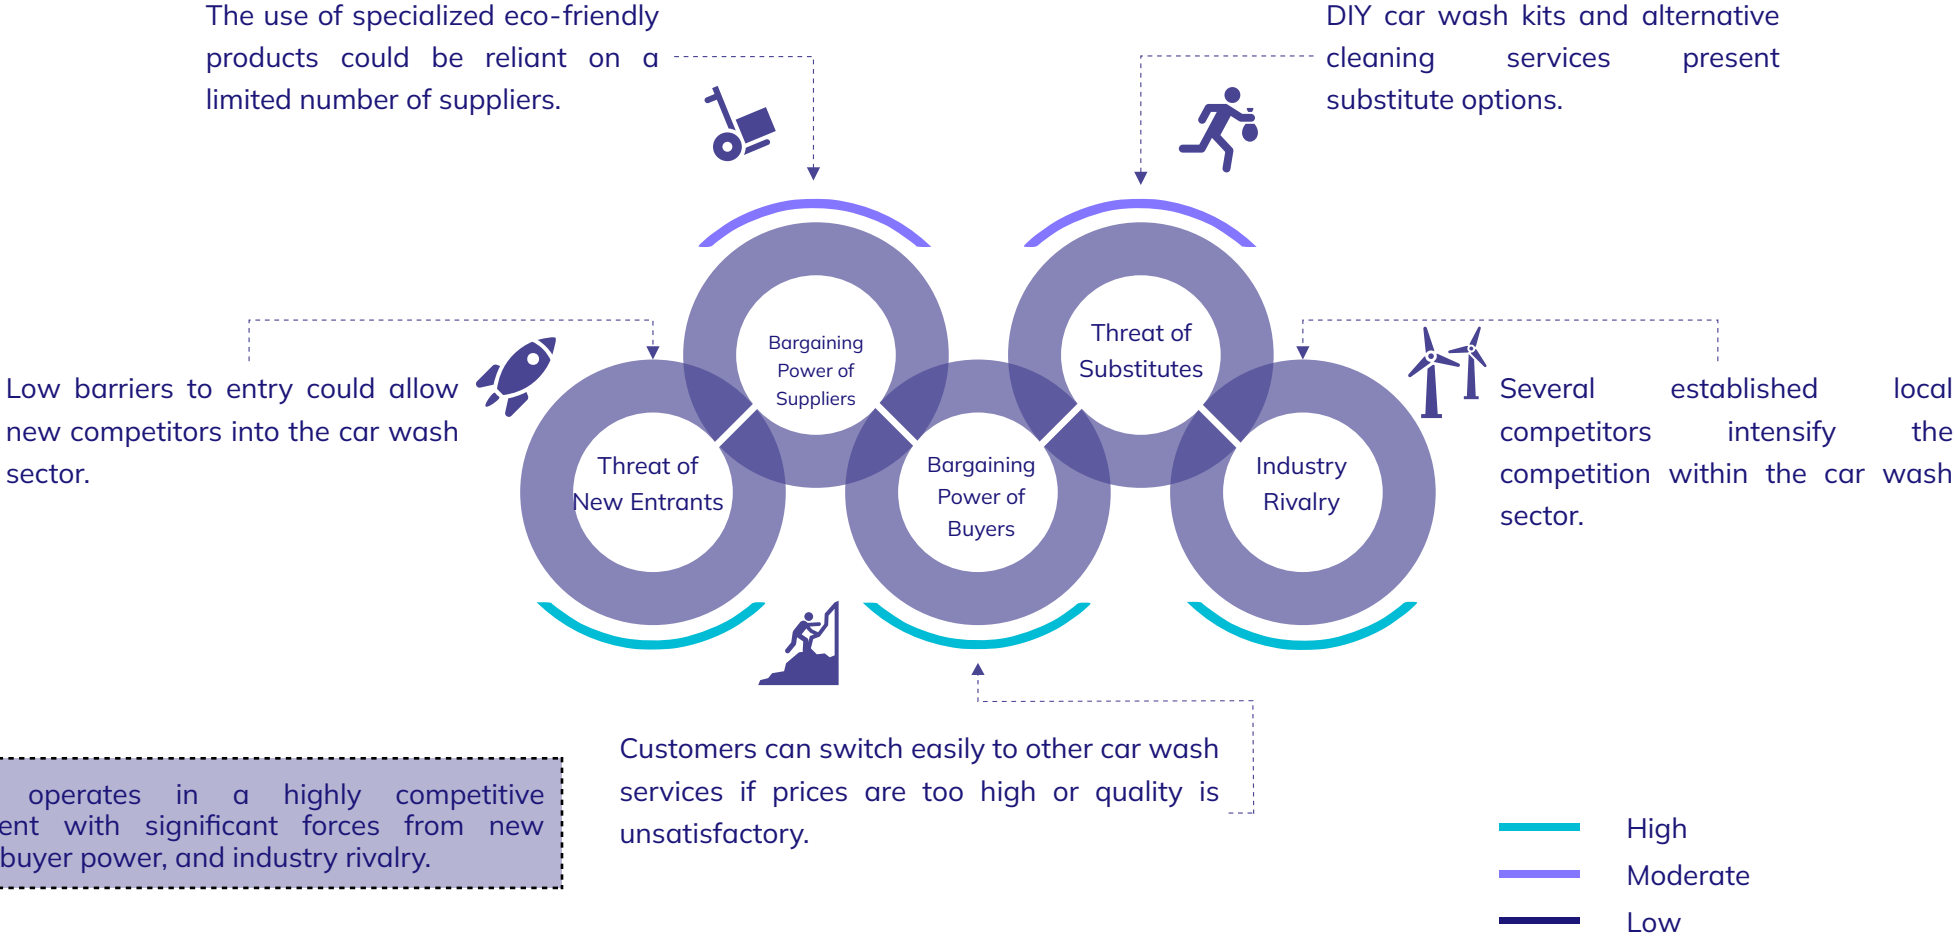 The use of specialized eco-friendly
products could be reliant on a
limited number of suppliers.
DIY car wash kits and alternative
cleaning services present
substitute options.
Low barriers to entry could allow
new competitors into the car wash
sector.
Bargaining
Power of
Suppliers
Threat of
Substitutes
Several established local
competitors intensify the
competition within the car wash
sector.
Threat of
New Entrants
Bargaining
Power of
Buyers
Industry
Rivalry
Customers can switch easily to other car wash
services if prices are too high or quality is
unsatisfactory.
operates in a highly competitive
ent with significant forces from new
buyer power, and industry rivalry.
High
Moderate
Low